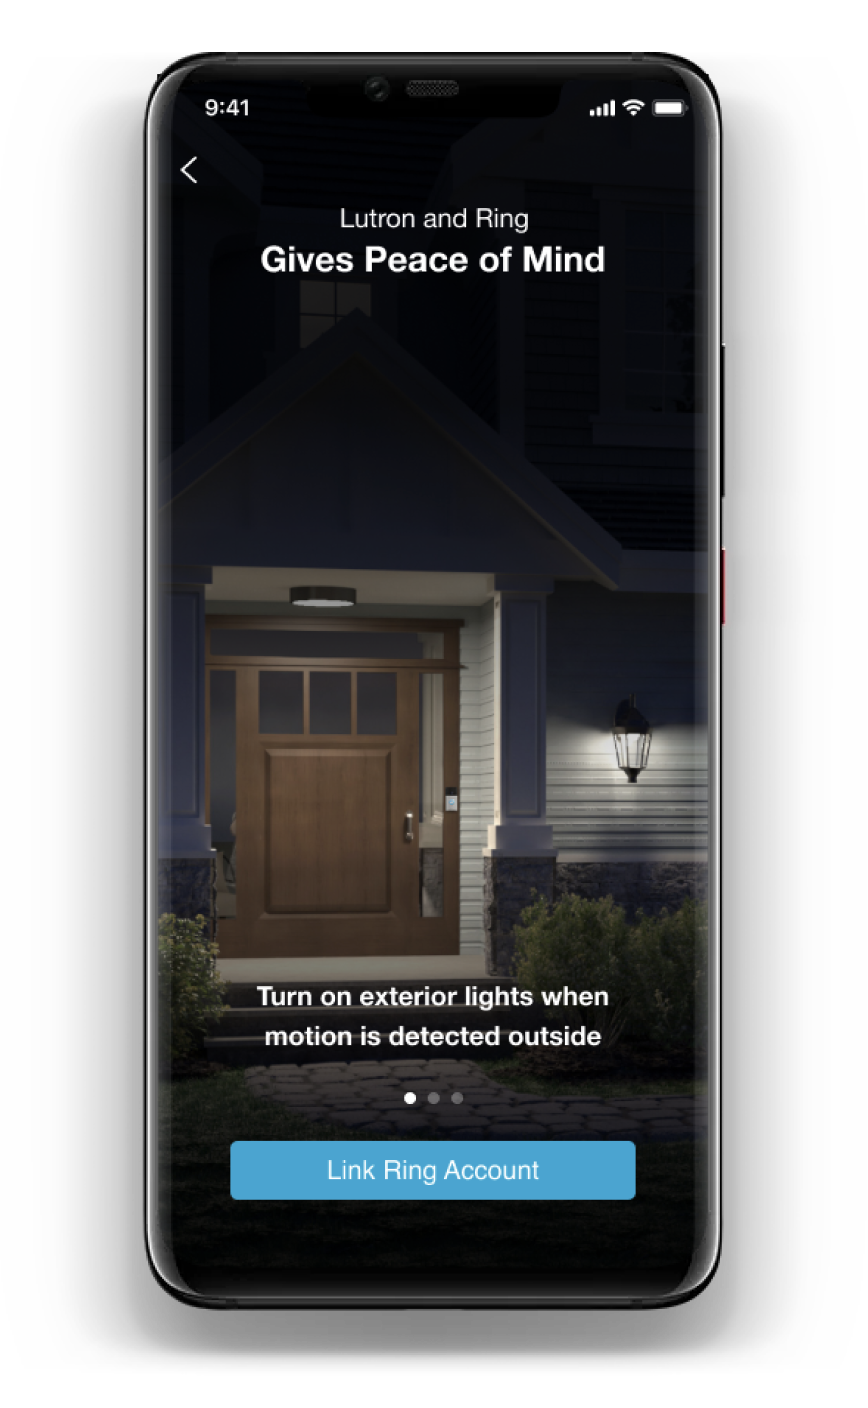 9:41
Lutron and Ring
Gives Peace of Mind
Turn on exterior lights when
motion is detected outside
Link Ring Account